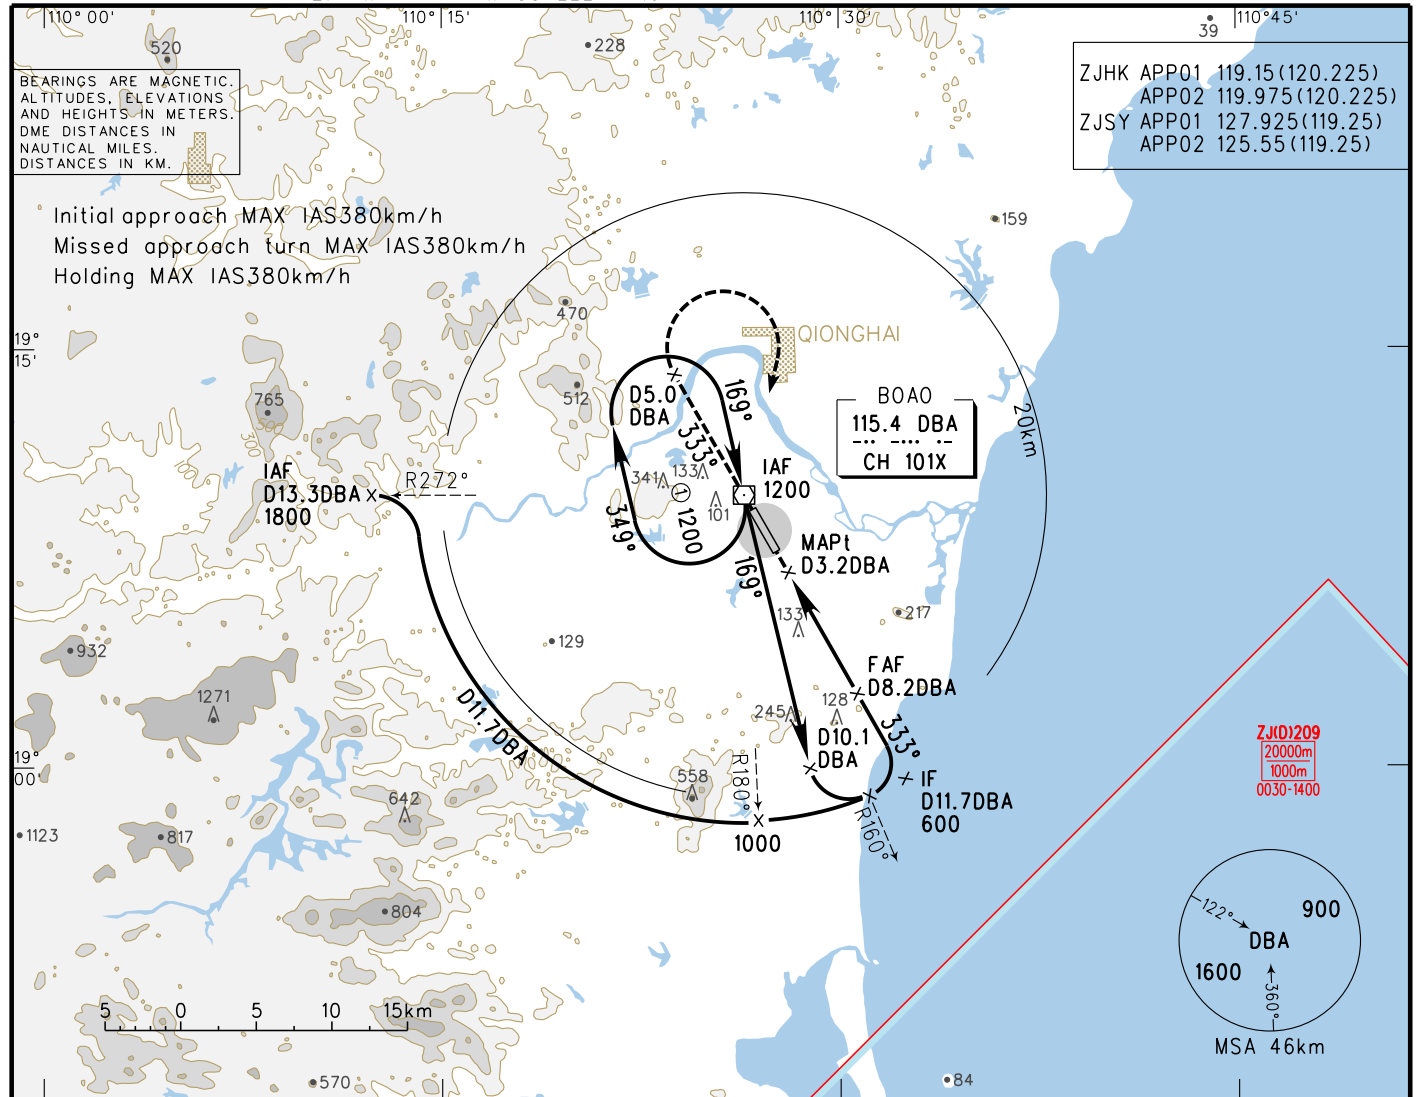 110°00'
110°15'
110°30'
110°45'
520
228
39
BEARINGS ARE MAGNETIC.
ALTITUDES, ELEVATIONS
AND HEIGHTS IN METERS.
DME DISTANCES IN
NAUTICAL MILES.
DISTANCES IN KM.
ZJHK APP01 119.15(120.225)
APP02 119.975(120.225)
ZJSY APP01 127.925(119.25)
APP02 125.55(119.25)
Initial approach MAX IAS380km/h
Missed approach turn MAX IAS380km/h
Holding MAX IAS380km/h
159
470
19°
15'
QIONGHAI
512
765
D5.0
DBA
169°
BOAO
115.4 DBA
CH 101X
20km
333°
300
IAF
D13.3DBA
1800
R272°
341
133
101
1
1200
349°
IAF
1200
169°
MAPt
D3.2DBA
133
217
129
932
1271
FAF
D8.2DBA
D11.7DBA
245
128
333°
D10.1
DBA
R180°
IF
D11.7DBA
600
R160°
1000
558
642
19°
00'
1123
817
804
ZJ(D)209
20000m
1000m
0030-1400
122°
900
DBA
1600
360°
MSA 46km
5 0 5 10 15km
570
84